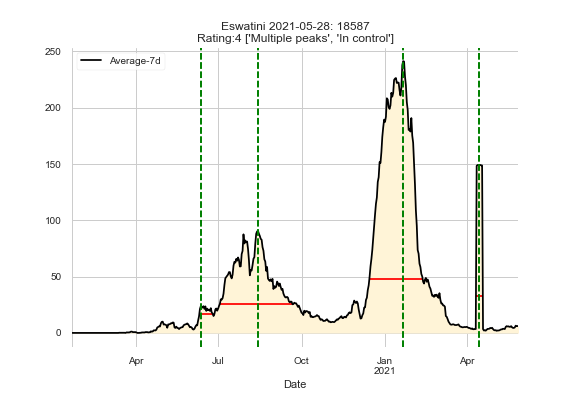 Eswatini 2021-05-28: 18587
Rating:4 ['Multiple peaks', 'In control']
Average-7d
250
200
150
100
50
0
Apr
Jul
Oct
Jan
2021
Apr
Date